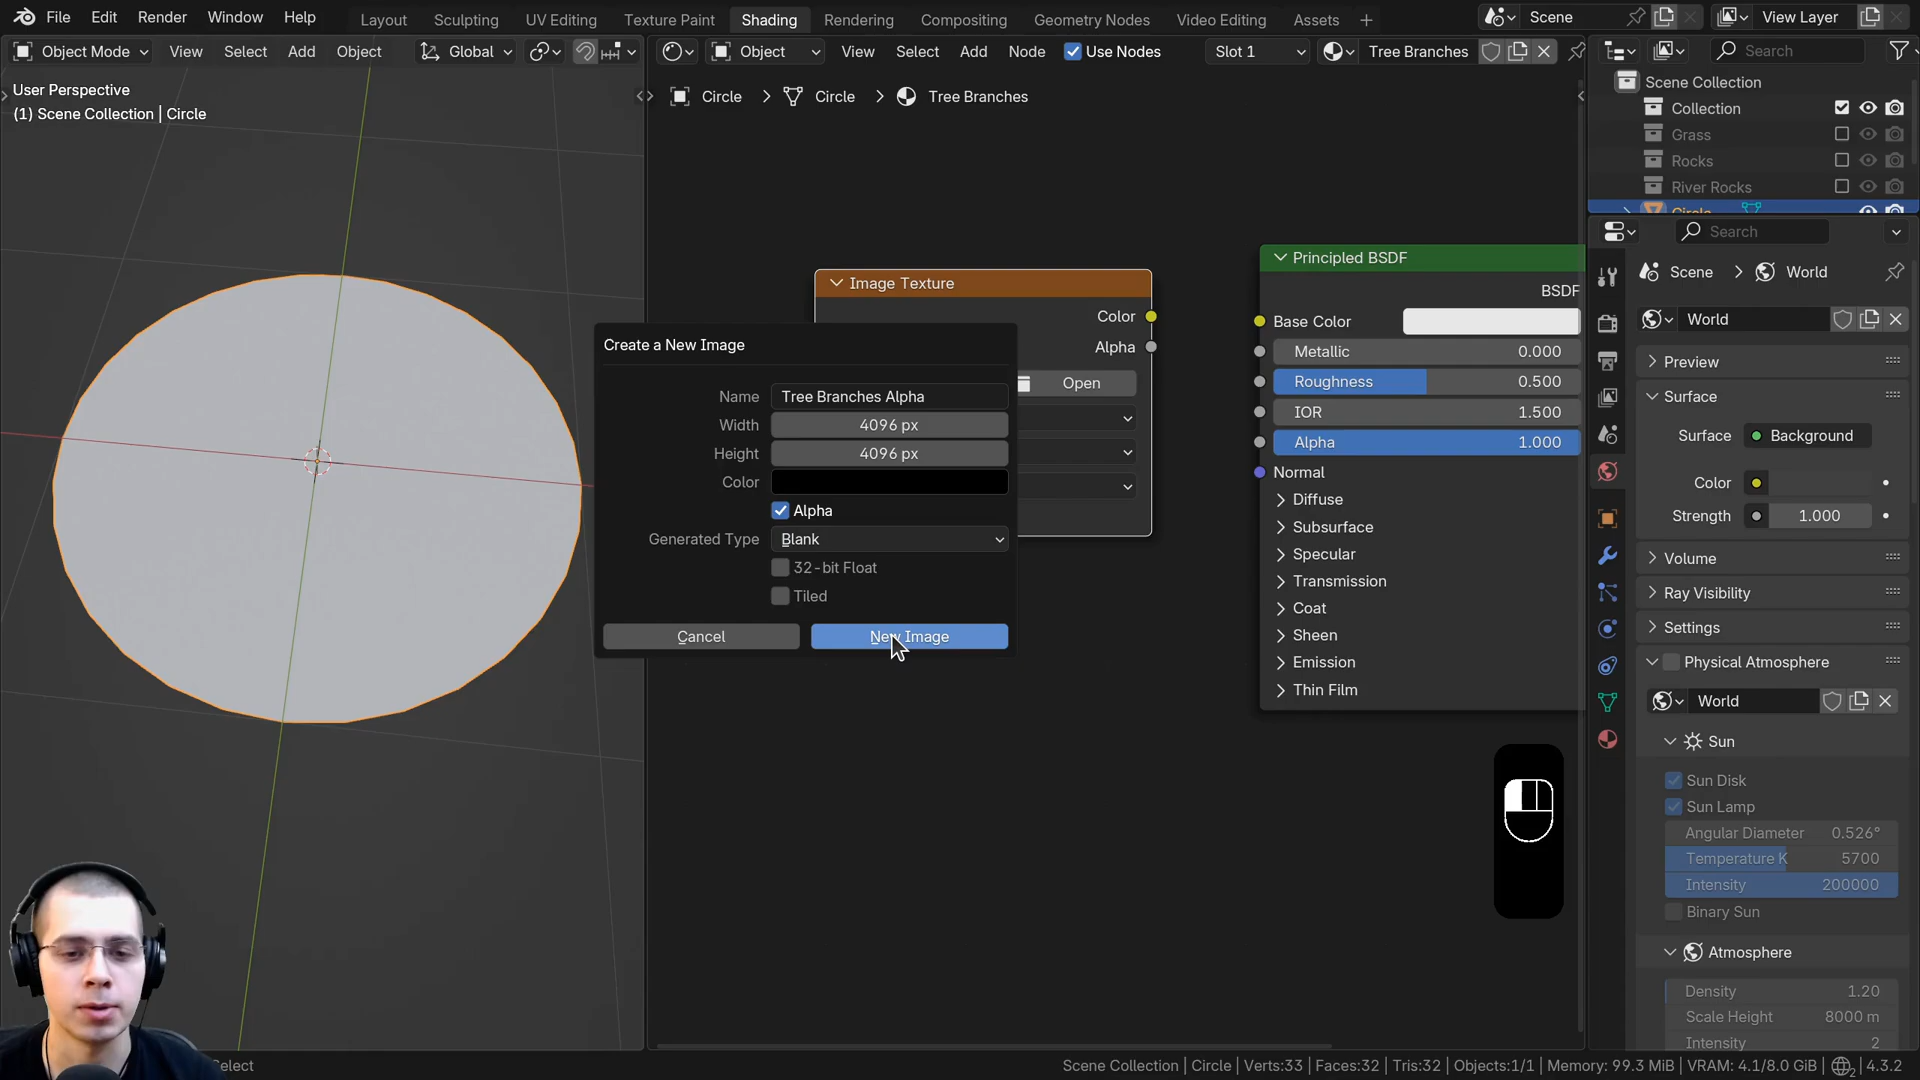 File Edit Render Window Help
Layout Sculpting UV Editing Texture Paint Shading Rendering Compositing Geometry Nodes Video Editing Assets
Scene
View Layer
Object Mode View Select Add Object Global
Object View Select Add Node Use Nodes Slot 1 Tree Branches
Search
User Perspective
(1) Scene Collection | Circle
Circle Circle Tree Branches
Scene Collection
Collection
Grass
Rocks
River Rocks
Circle
Search
Scene World
World
Preview
Surface
Surface Background
Color
Strength 1.000
Volume
Ray Visibility
Settings
Physical Atmosphere
World
Sun
Sun Disk
Sun Lamp
Angular Diameter 0.526°
Temperature K 5700
Intensity 200000
Binary Sun
Atmosphere
Density 1.20
Scale Height 8000 m
Intensity 2
Image Texture
Color
Alpha
Open
Create a New Image
Name Tree Branches Alpha
Width 4096 px
Height 4096 px
Color
Alpha
Generated Type Blank
32-bit Float
Tiled
Cancel New Image
Principled BSDF
BSDF
Base Color
Metallic 0.000
Roughness 0.500
IOR 1.500
Alpha 1.000
Normal
Diffuse
Subsurface
Specular
Transmission
Coat
Sheen
Emission
Thin Film
Select
Scene Collection | Circle | Verts:33 | Faces:32 | Tris:32 | Objects:1/1 | Memory: 99.3 MiB | VRAM: 4.1/8.0 GiB | 2 | 4.3.2